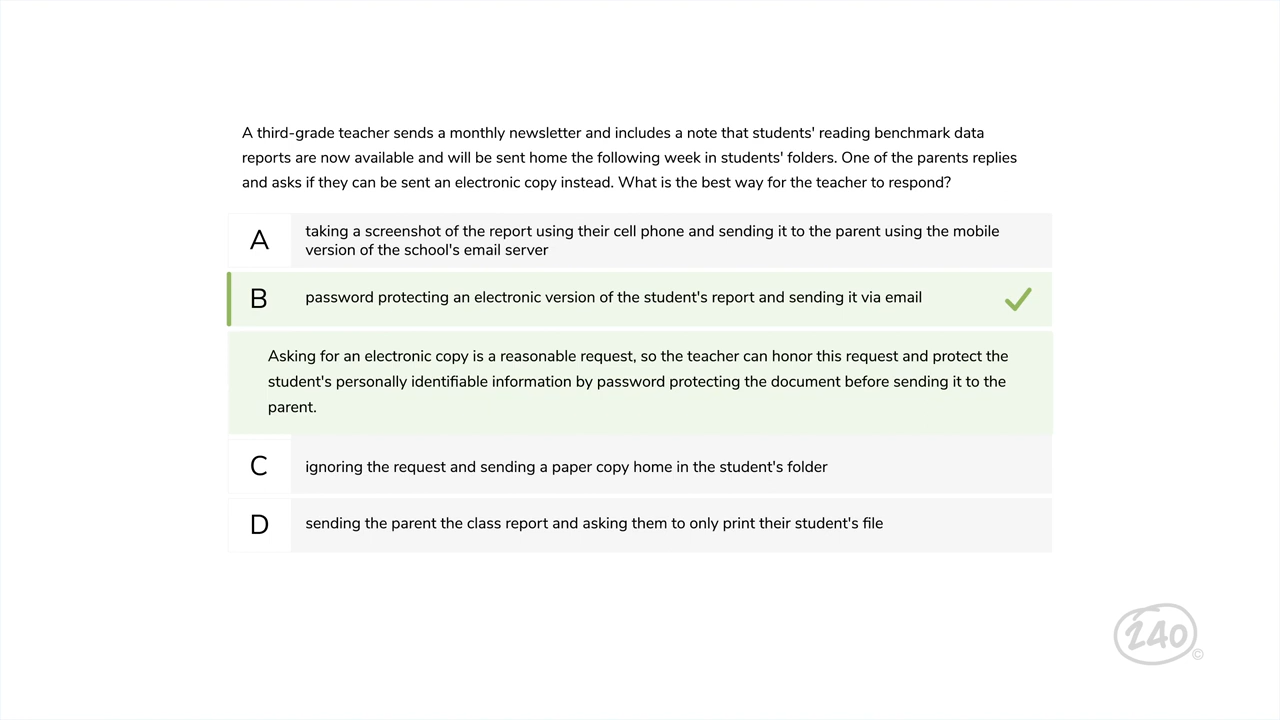 A third-grade teacher sends a monthly newsletter and includes a note that students' reading benchmark data
reports are now available and will be sent home the following week in students' folders. One of the parents replies
and asks if they can be sent an electronic copy instead. What is the best way for the teacher to respond?
A
taking a screenshot of the report using their cell phone and sending it to the parent using the mobile
version of the school's email server
B
password protecting an electronic version of the student's report and sending it via email
Asking for an electronic copy is a reasonable request, so the teacher can honor this request and protect the
student's personally identifiable information by password protecting the document before sending it to the
parent.
C
ignoring the request and sending a paper copy home in the student's folder
D
sending the parent the class report and asking them to only print their student's file
240
©